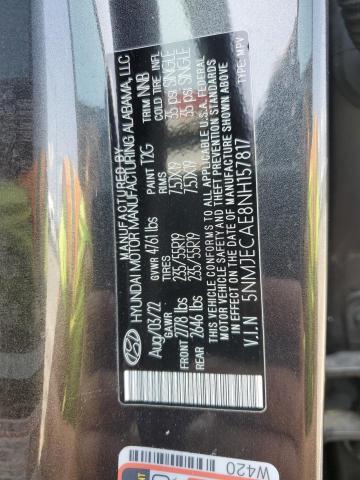 MANUFACTURED BY
HYUNDAI MOTOR MANUFACTURING ALABAMA, LLC
Aug/03/22 GVWR 4761 lbs PAINT T2G TRIM NNB
GAWR TIRES RIMS COLD TIRE INFL.
FRONT 2778 lbs 235/55R19 7.5JX19 35 psi SINGLE
REAR 2646 lbs 235/55R19 7.5JX19 35 psi SINGLE
THIS VEHICLE CONFORMS TO ALL APPLICABLE U.S.A. FEDERAL
MOTOR VEHICLE SAFETY AND THEFT PREVENTION STANDARDS
IN EFFECT ON THE DATE OF MANUFACTURE SHOWN ABOVE
V.I.N 5NMJECAE8NH157817 TYPE: MPV
W420